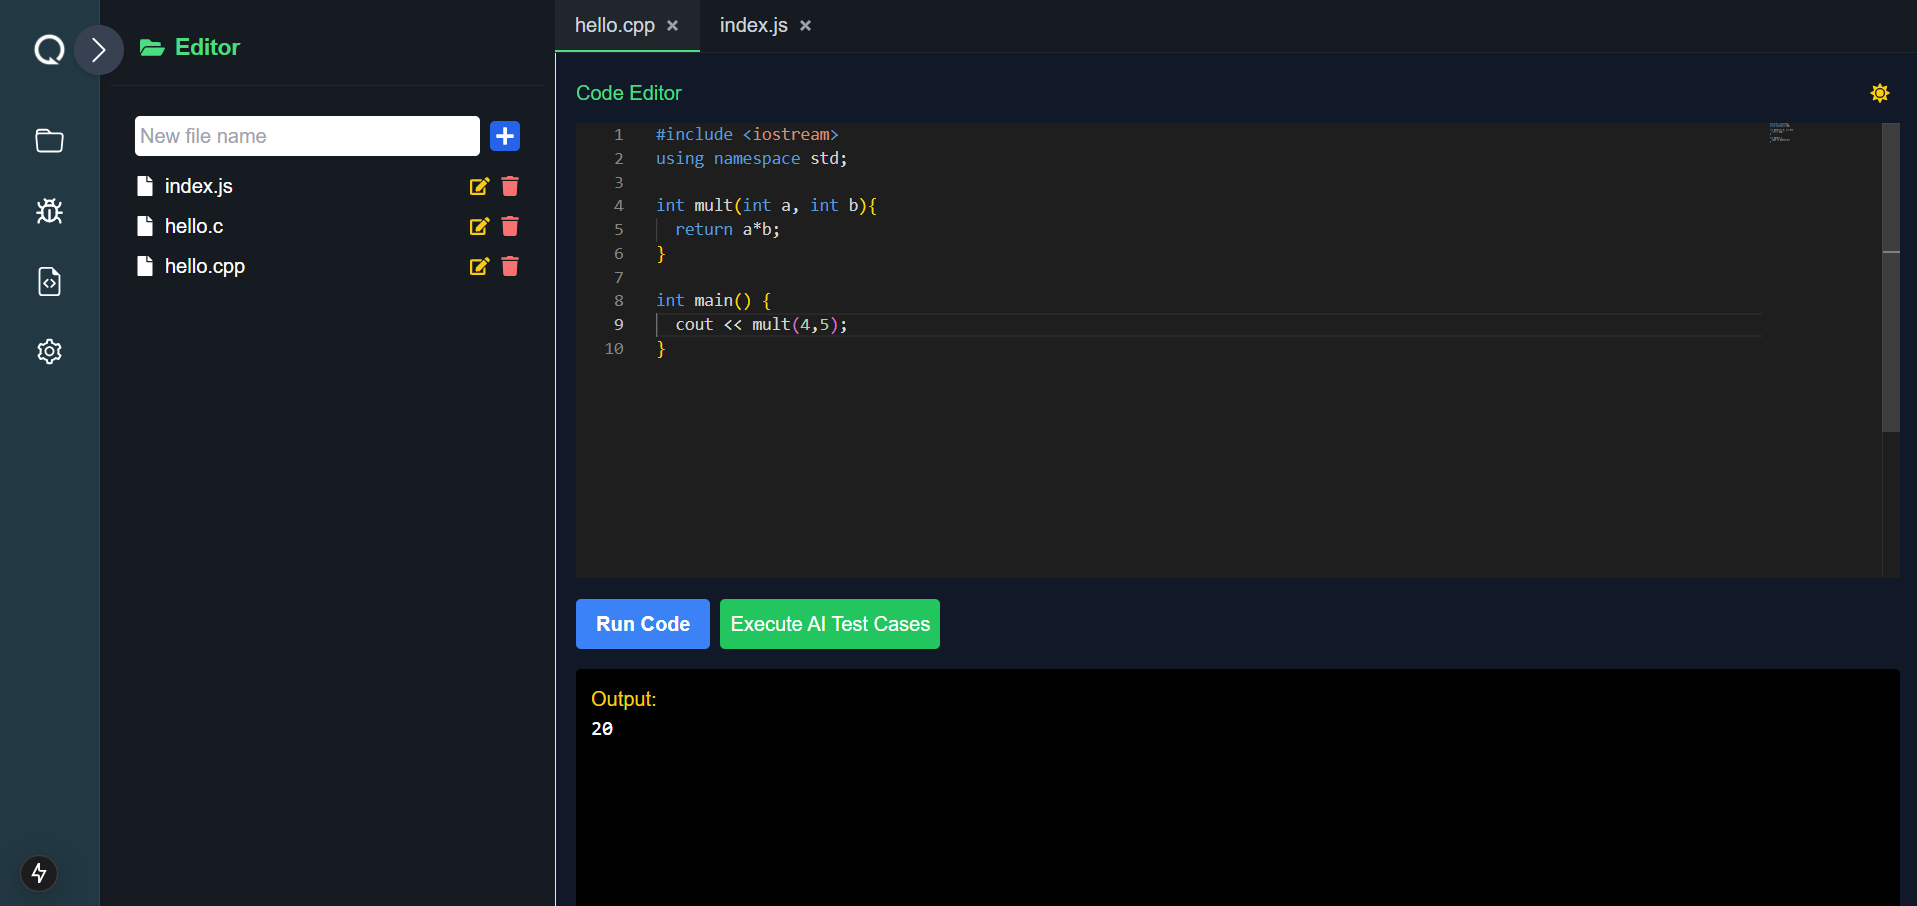 Editor
New file name
index.js
hello.c
hello.cpp
hello.cpp × index.js ×
Code Editor
1 #include <iostream>
2 using namespace std;
3
4 int mult(int a, int b){
5 return a*b;
6 }
7
8 int main() {
9 cout << mult(4,5);
10 }
Run Code Execute AI Test Cases
Output:
20